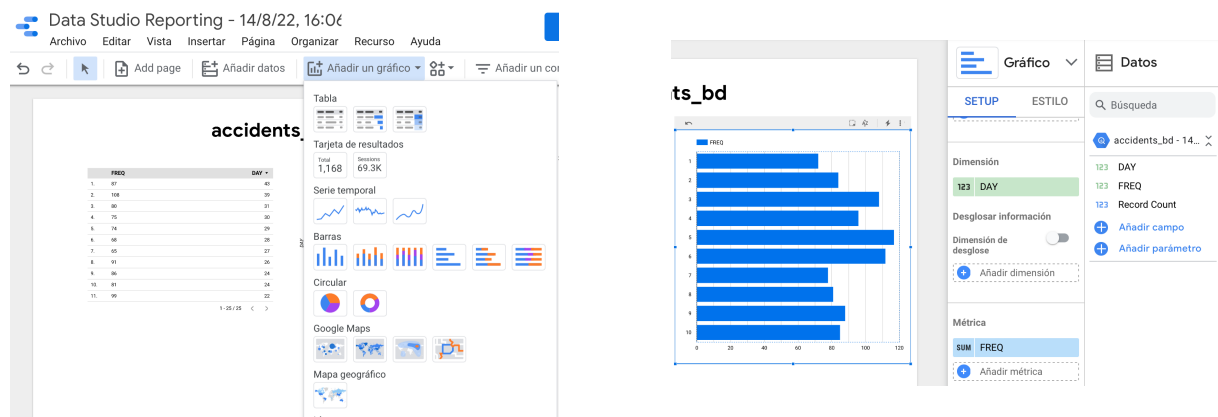 Data Studio Reporting - 14/8/22, 16:06
Archivo Editar Vista Insertar Página Organizar Recurso Ayuda
Add page Añadir datos Añadir un gráfico Añadir un co
accidents_
FREQ DAY
1. 87 43
2. 108 39
3. 80 31
4. 75 30
5. 74 29
6. 68 28
7. 65 27
8. 91 26
9. 86 24
10. 81 24
11. 99 22
1 - 25 / 25
Tabla
Tarjeta de resultados
Total Sessions
1,168 69.3K
Serie temporal
Barras
Circular
Google Maps
Mapa geográfico
nts_bd
FREQ
1
2
3
4
5
6
7
8
9
10
0 20 40 60 80 100 120
Gráfico
SETUP ESTILO
Dimensión
123 DAY
Desglosar información
Dimensión de
desglose
Añadir dimensión
Métrica
SUM FREQ
Añadir métrica
Datos
Búsqueda
accidents_bd - 14...
123 DAY
123 FREQ
123 Record Count
Añadir campo
Añadir parámetro